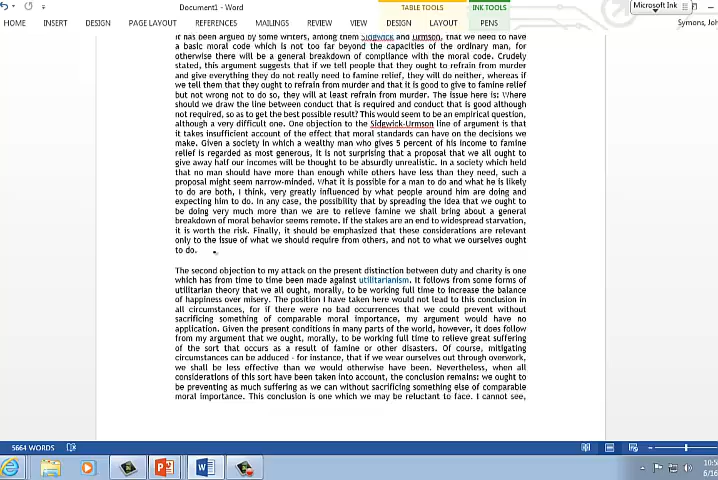 Document1 - Word
TABLE TOOLS
INK TOOLS
Microsoft Ink
HOME INSERT DESIGN PAGE LAYOUT REFERENCES MAILINGS REVIEW VIEW DESIGN LAYOUT PENS
Symons, Joh
It has been argued by some writers, among them Sidgwick and Urmson, that we need to have
a basic moral code which is not too far beyond the capacities of the ordinary man, for
otherwise there will be a general breakdown of compliance with the moral code. Crudely
stated, this argument suggests that if we tell people that they ought to refrain from murder
and give everything they do not really need to famine relief, they will do neither, whereas if
we tell them that they ought to refrain from murder and that it is good to give to famine relief
but not wrong not to do so, they will at least refrain from murder. The issue here is: Where
should we draw the line between conduct that is required and conduct that is good although
not required, so as to get the best possible result? This would seem to be an empirical question,
although a very difficult one. One objection to the Sidgwick-Urmson line of argument is that
it takes insufficient account of the effect that moral standards can have on the decisions we
make. Given a society in which a wealthy man who gives 5 percent of his income to famine
relief is regarded as most generous, it is not surprising that a proposal that we all ought to
give away half our incomes will be thought to be absurdly unrealistic. In a society which held
that no man should have more than enough while others have less than they need, such a
proposal might seem narrow-minded. What it is possible for a man to do and what he is likely
to do are both, I think, very greatly influenced by what people around him are doing and
expecting him to do. In any case, the possibility that by spreading the idea that we ought to
be doing very much more than we are to relieve famine we shall bring about a general
breakdown of moral behavior seems remote. If the stakes are an end to widespread starvation,
it is worth the risk. Finally, it should be emphasized that these considerations are relevant
only to the issue of what we should require from others, and not to what we ourselves ought
to do.
The second objection to my attack on the present distinction between duty and charity is one
which has from time to time been made against utilitarianism. It follows from some forms of
utilitarian theory that we all ought, morally, to be working full time to increase the balance
of happiness over misery. The position I have taken here would not lead to this conclusion in
all circumstances, for if there were no bad occurrences that we could prevent without
sacrificing something of comparable moral importance, my argument would have no
application. Given the present conditions in many parts of the world, however, it does follow
from my argument that we ought, morally, to be working full time to relieve great suffering
of the sort that occurs as a result of famine or other disasters. Of course, mitigating
circumstances can be adduced - for instance, that if we wear ourselves out through overwork,
we shall be less effective than we would otherwise have been. Nevertheless, when all
considerations of this sort have been taken into account, the conclusion remains: we ought to
be preventing as much suffering as we can without sacrificing something else of comparable
moral importance. This conclusion is one which we may be reluctant to face. I cannot see,
5664 WORDS
10:5
6/16